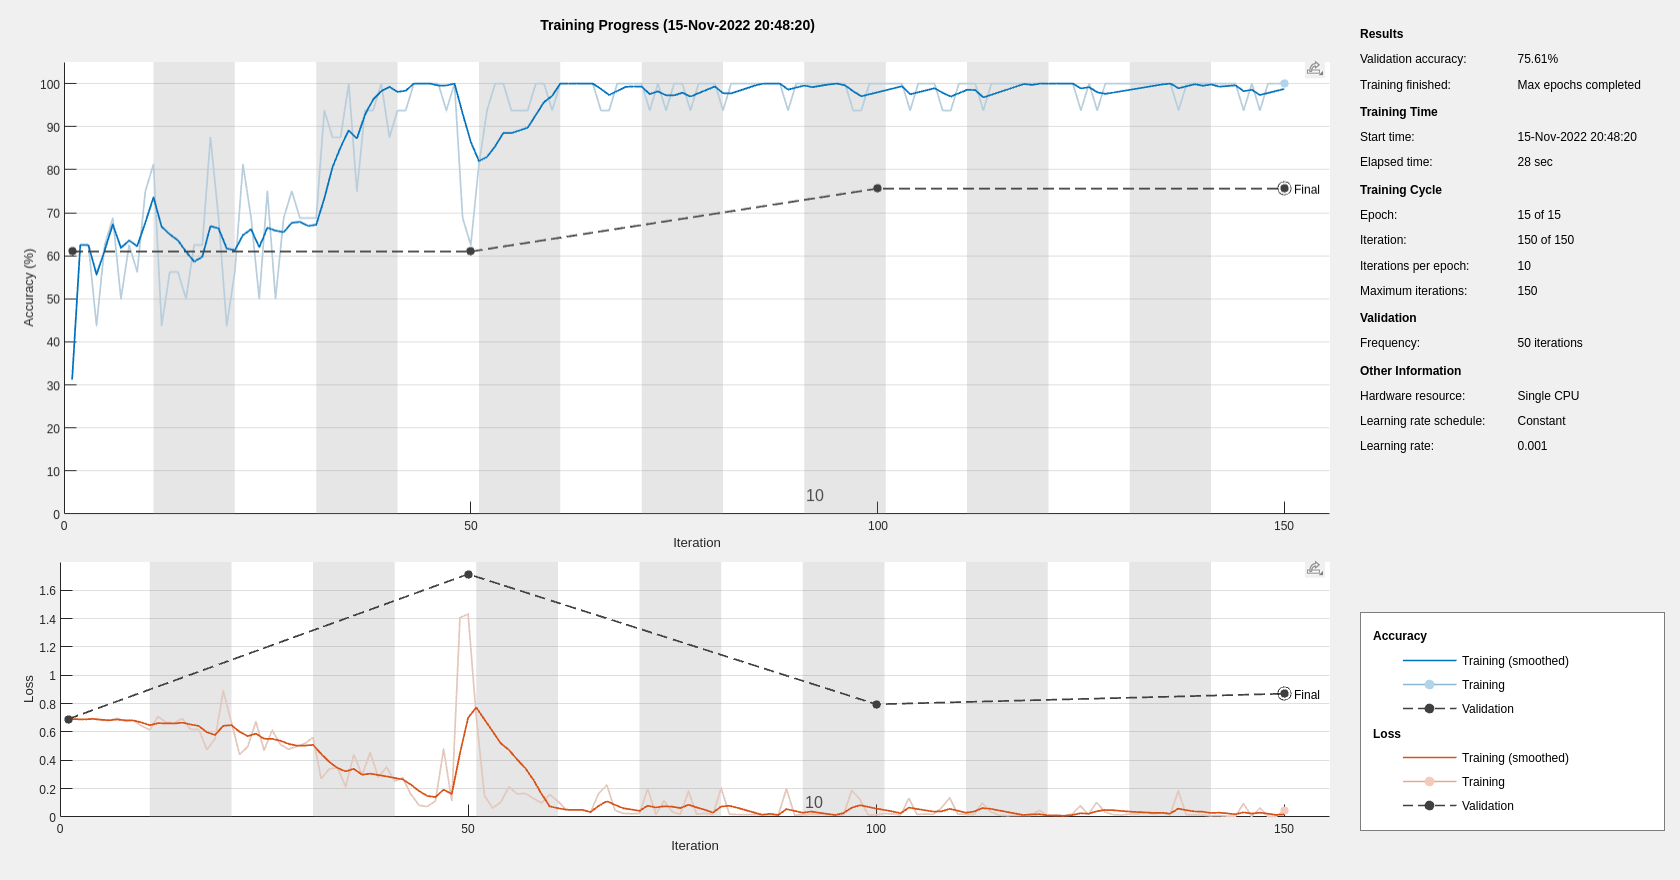 Training Progress (15-Nov-2022 20:48:20)
100
90
80
70
60
50
40
30
20
10
0
Accuracy (%)
Final
10
0
50
100
150
Iteration
1.6
1.4
1.2
1
0.8
0.6
0.4
0.2
0
Loss
Final
10
0
50
100
150
Iteration
Results
Validation accuracy: 75.61%
Training finished: Max epochs completed
Training Time
Start time: 15-Nov-2022 20:48:20
Elapsed time: 28 sec
Training Cycle
Epoch: 15 of 15
Iteration: 150 of 150
Iterations per epoch: 10
Maximum iterations: 150
Validation
Frequency: 50 iterations
Other Information
Hardware resource: Single CPU
Learning rate schedule: Constant
Learning rate: 0.001
Accuracy
Training (smoothed)
Training
Validation
Loss
Training (smoothed)
Training
Validation